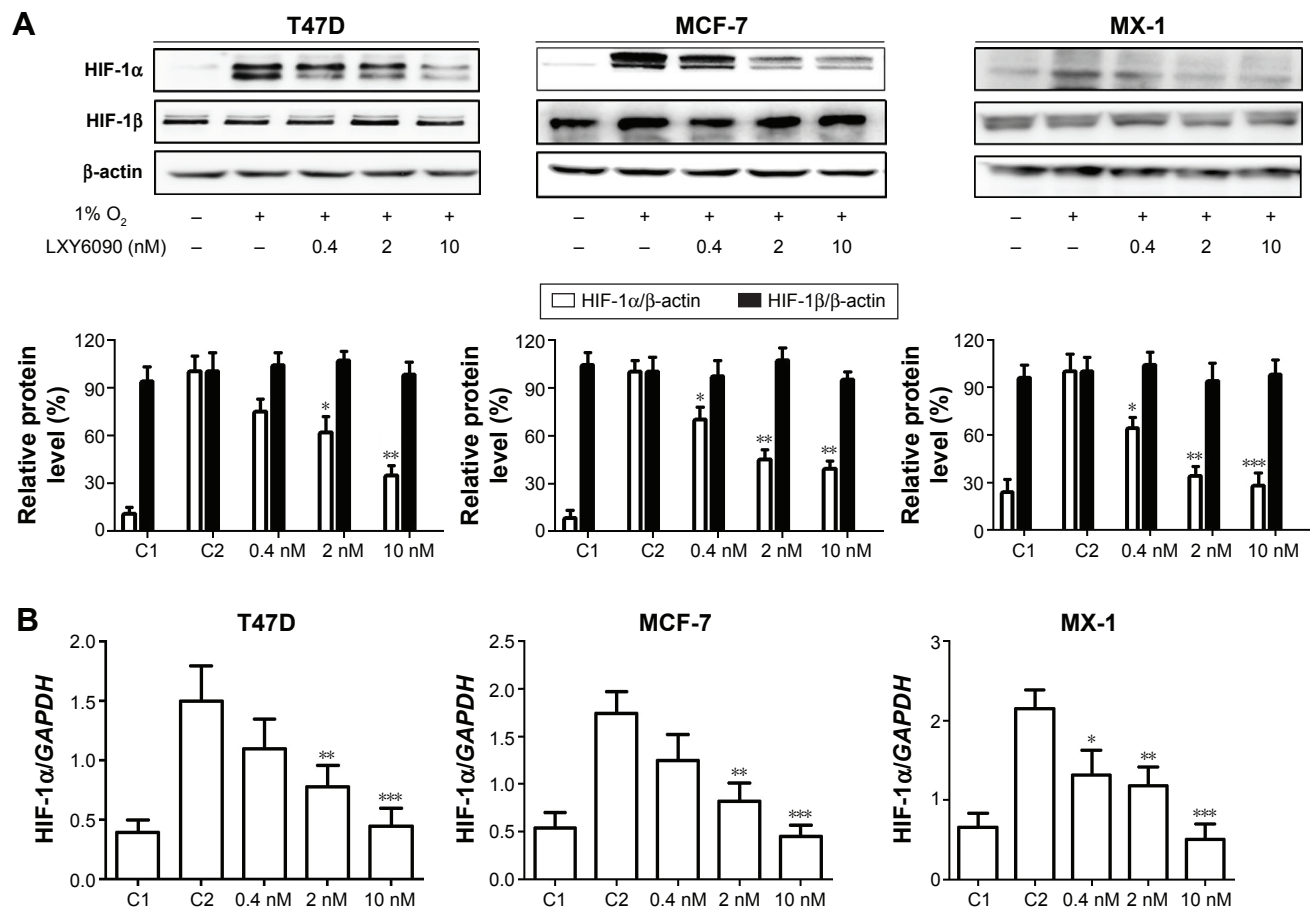 A
T47D MCF-7 MX-1
HIF-1α
HIF-1β
β-actin
1% O₂ – + + + + – + + + + – + + + +
LXY6090 (nM) – – 0.4 2 10 – – 0.4 2 10 – – 0.4 2 10
HIF-1α/β-actin HIF-1β/β-actin
Relative protein
level (%)
120
90
60
30
0
*
**
C1 C2 0.4 nM 2 nM 10 nM
Relative protein
level (%)
120
90
60
30
0
*
**
**
C1 C2 0.4 nM 2 nM 10 nM
Relative protein
level (%)
120
90
60
30
0
*
**
***
C1 C2 0.4 nM 2 nM 10 nM
B
T47D
HIF-1α/GAPDH
2.0
1.5
1.0
0.5
0.0
**
***
C1 C2 0.4 nM 2 nM 10 nM
MCF-7
HIF-1α/GAPDH
2.5
2.0
1.5
1.0
0.5
0.0
**
***
C1 C2 0.4 nM 2 nM 10 nM
MX-1
HIF-1α/GAPDH
3
2
1
0
*
**
***
C1 C2 0.4 nM 2 nM 10 nM